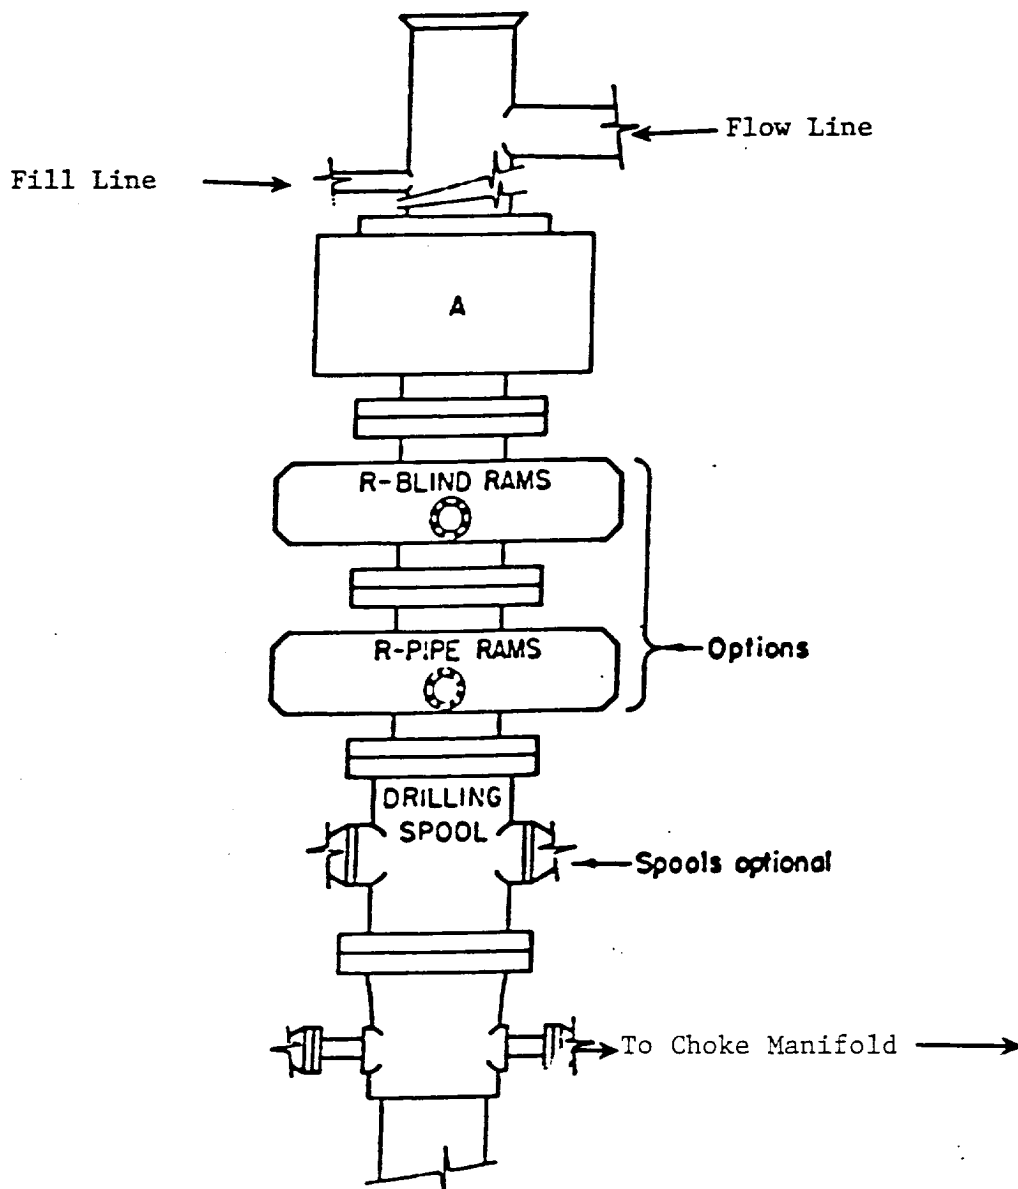 Flow Line
Fill Line
A
R-BLIND RAMS
R-PIPE RAMS
Options
DRILLING
SPOOL
Spools optional
To Choke Manifold